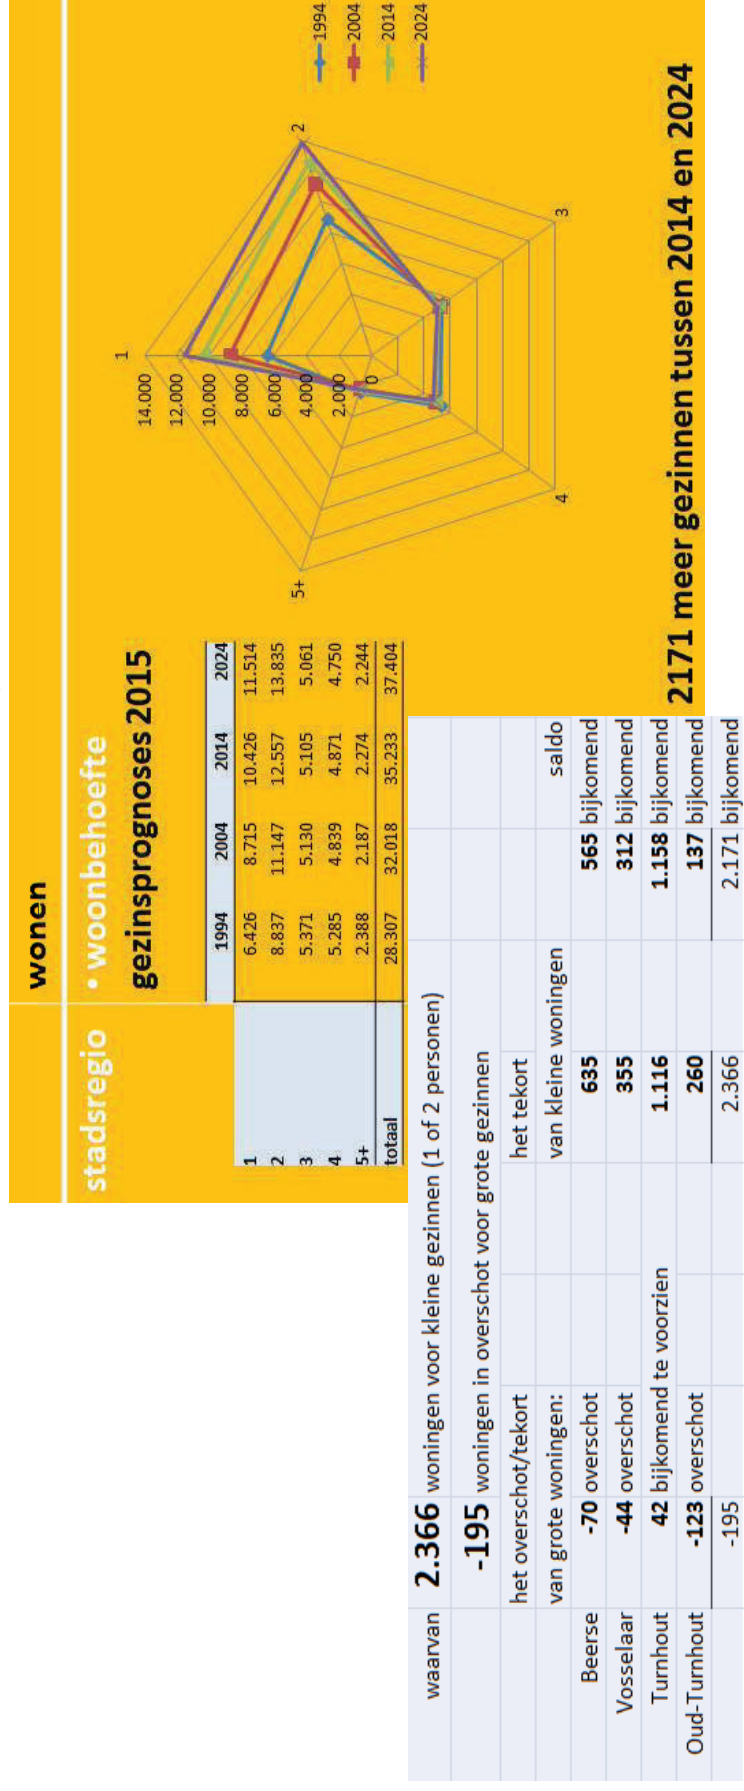 wonen
stadsregio • woonbehoefte
gezinsprognoses 2015
1994 2004 2014 2024
1 6.426 8.715 10.426 11.514
2 8.837 11.147 12.557 13.835
3 5.371 5.130 5.105 5.061
4 5.285 4.839 4.871 4.750
5+ 2.388 2.187 2.274 2.244
totaal 28.307 32.018 35.233 37.404
1
14.000
12.000
10.000
8.000
6.000
4.000
2.000
0
2
3
4
5+
1994
2004
2014
2024
2171 meer gezinnen tussen 2014 en 2024
waarvan 2.366 woningen voor kleine gezinnen (1 of 2 personen)
-195 woningen in overschot voor grote gezinnen
het overschot/tekort het tekort
van grote woningen: van kleine woningen saldo
Beerse -70 overschot 635 565 bijkomend
Vosselaar -44 overschot 355 312 bijkomend
Turnhout 42 bijkomend te voorzien 1.116 1.158 bijkomend
Oud-Turnhout -123 overschot 260 137 bijkomend
-195 2.366 2.171 bijkomend